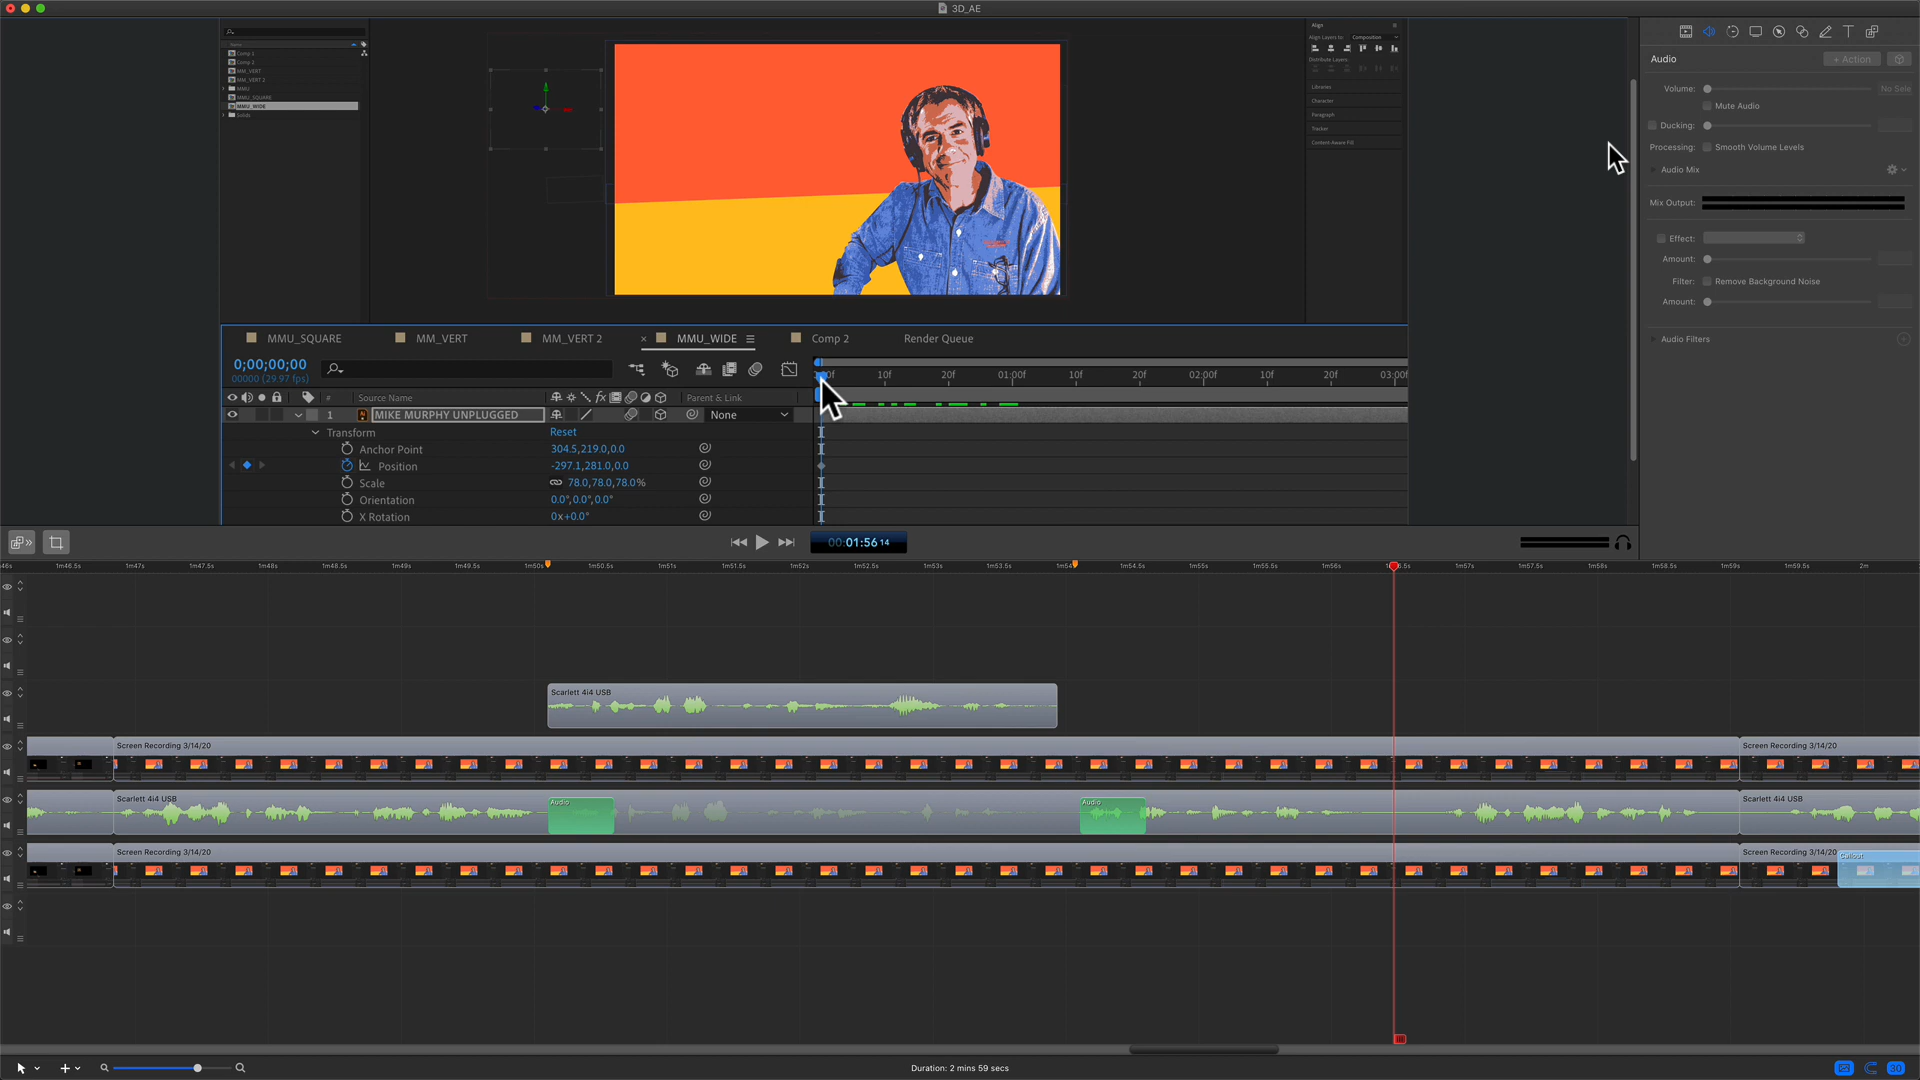 3D_AE
Name
Comp 1
Comp 2
MM_VERT
MM_VERT 2
MMU
MMU_SQUARE
MMU_WIDE
Solids
Align
Align Layers to: Composition
Distribute Layers:
Libraries
Character
Paragraph
Tracker
Content-Aware Fill
Audio
+ Action
Volume:
No Sele
Mute Audio
Ducking:
Processing: Smooth Volume Levels
Audio Mix
Mix Output:
Effect:
Amount:
Filter: Remove Background Noise
Amount:
Audio Filters
MMU_SQUARE MM_VERT MM_VERT 2 × MMU_WIDE Comp 2 Render Queue
0;00;00;00
00000 (29.97 fps)
10f 20f 01:00f 10f 20f 02:00f 10f 20f 03:00f
# Source Name fx Parent & Link
1 MIKE MURPHY UNPLUGGED None
Transform Reset
Anchor Point 304.5,219.0,0.0
Position -297.1,281.0,0.0
Scale 78.0,78.0,78.0%
Orientation 0.0°,0.0°,0.0°
X Rotation 0x+0.0°
00:01:56 14
46s 1m46.5s 1m47s 1m47.5s 1m48s 1m48.5s 1m49s 1m49.5s 1m50s 1m50.5s 1m51s 1m51.5s 1m52s 1m52.5s 1m53s 1m53.5s 1m54 1m54.5s 1m55s 1m55.5s 1m56s 1m57s 1m57.5s 1m58s 1m58.5s 1m59s 1m59.5s 2m
Scarlett 4i4 USB
Screen Recording 3/14/20 Screen Recording 3/14/20
Scarlett 4i4 USB Audio Audio Scarlett 4i4 USB
Screen Recording 3/14/20 Screen Recording 3/14/20 Callout
Duration: 2 mins 59 secs
30